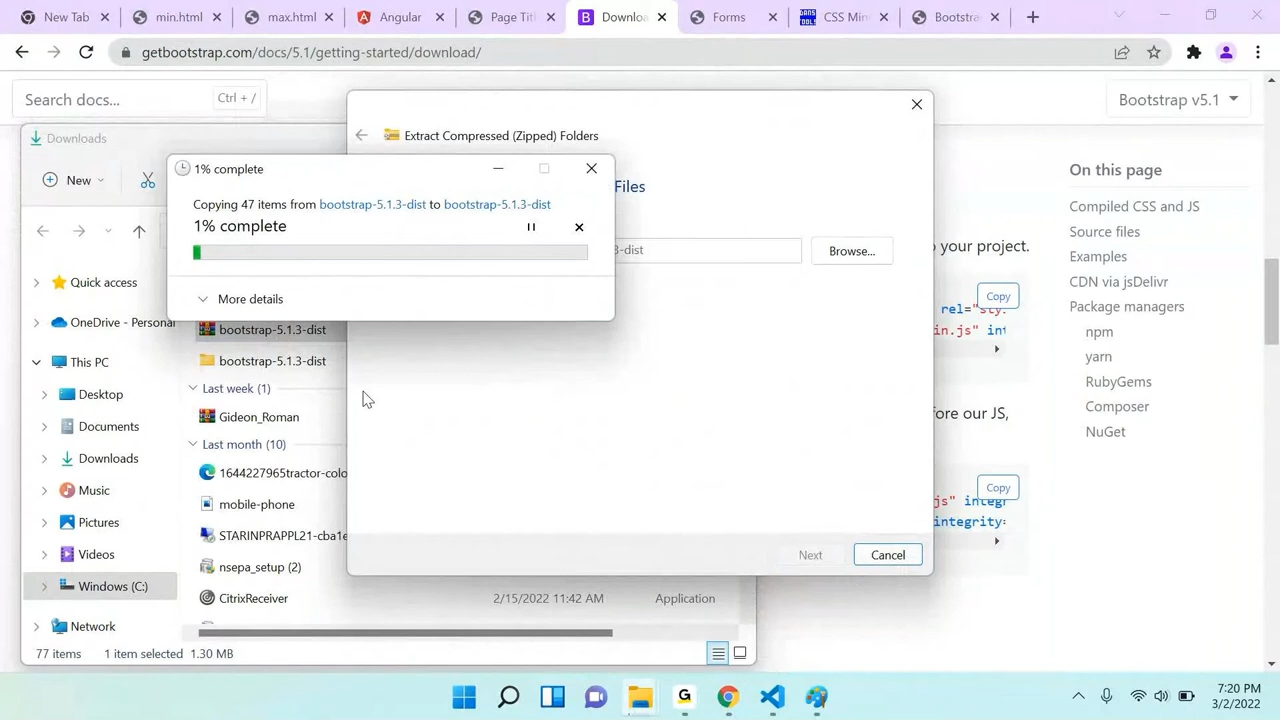 New Tab
min.html
max.html
Angular
Page Title
Downloa
Forms
CSS Min
Bootstra
getbootstrap.com/docs/5.1/getting-started/download/
Search docs...
Ctrl + /
Bootstrap v5.1
Downloads
New
Extract Compressed (Zipped) Folders
Files
3-dist
Browse...
Next
Cancel
1% complete
Copying 47 items from bootstrap-5.1.3-dist to bootstrap-5.1.3-dist
1% complete
More details
Quick access
OneDrive - Personal
This PC
Desktop
Documents
Downloads
Music
Pictures
Videos
Windows (C:)
Network
bootstrap-5.1.3-dist
bootstrap-5.1.3-dist
Last week (1)
Gideon_Roman
Last month (10)
1644227965tractor-colo
mobile-phone
STARINPRAPPL21-cba1e
nsepa_setup (2)
CitrixReceiver
2/15/2022 11:42 AM
Application
77 items
1 item selected 1.30 MB
your project.
Copy
rel="sty
in.js" int
ore our JS,
Copy
js" integr
integrity=
On this page
Compiled CSS and JS
Source files
Examples
CDN via jsDelivr
Package managers
npm
yarn
RubyGems
Composer
NuGet
7:20 PM
3/2/2022